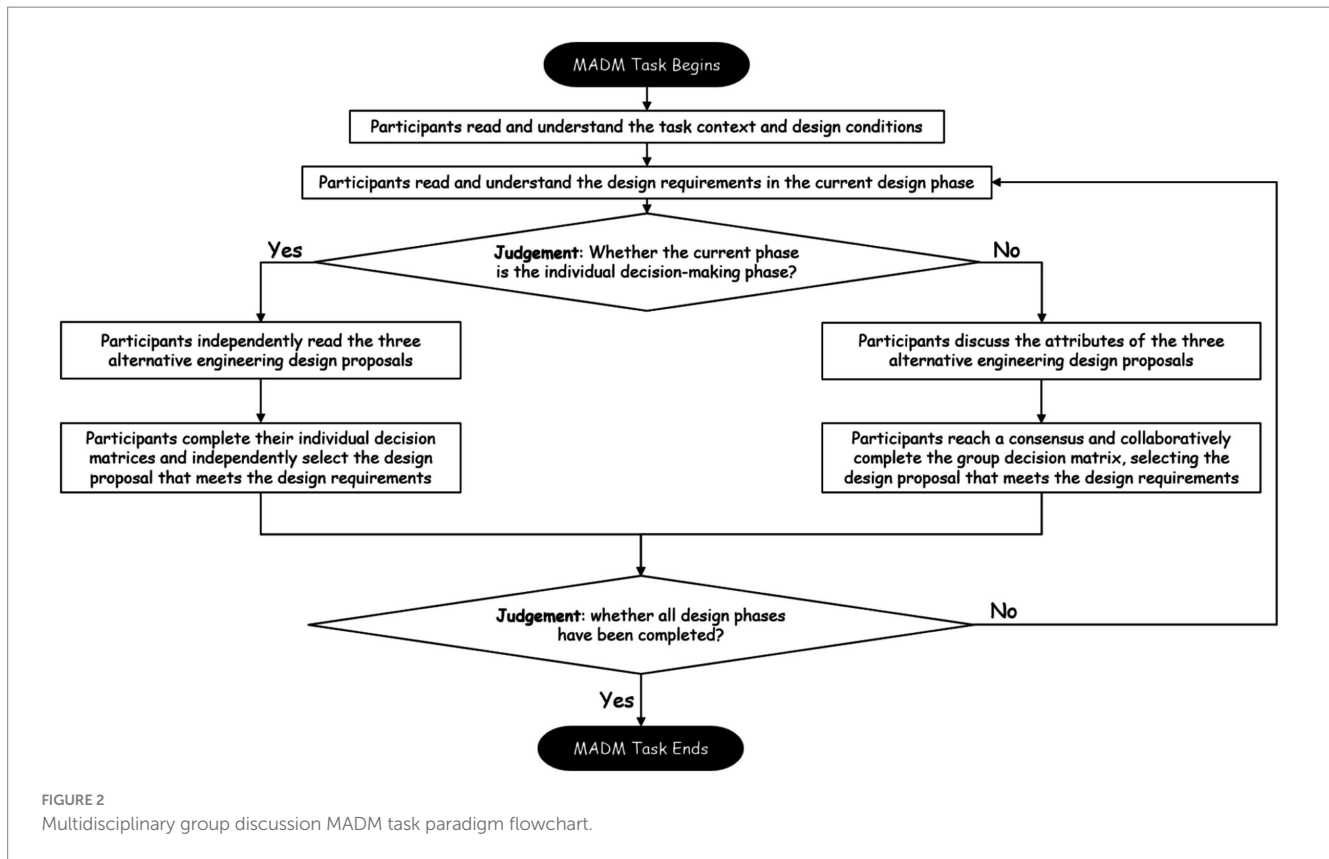 MADM Task Begins
Participants read and understand the task context and design conditions
Participants read and understand the design requirements in the current design phase
Yes
Judgement: Whether the current phase
is the individual decision-making phase?
No
Participants independently read the three
alternative engineering design proposals
Participants discuss the attributes of the three
alternative engineering design proposals
Participants complete their individual decision
matrices and independently select the design
proposal that meets the design requirements
Participants reach a consensus and collaboratively
complete the group decision matrix, selecting the
design proposal that meets the design requirements
Judgement: whether all design phases
have been completed?
No
Yes
MADM Task Ends
FIGURE 2
Multidisciplinary group discussion MADM task paradigm flowchart.